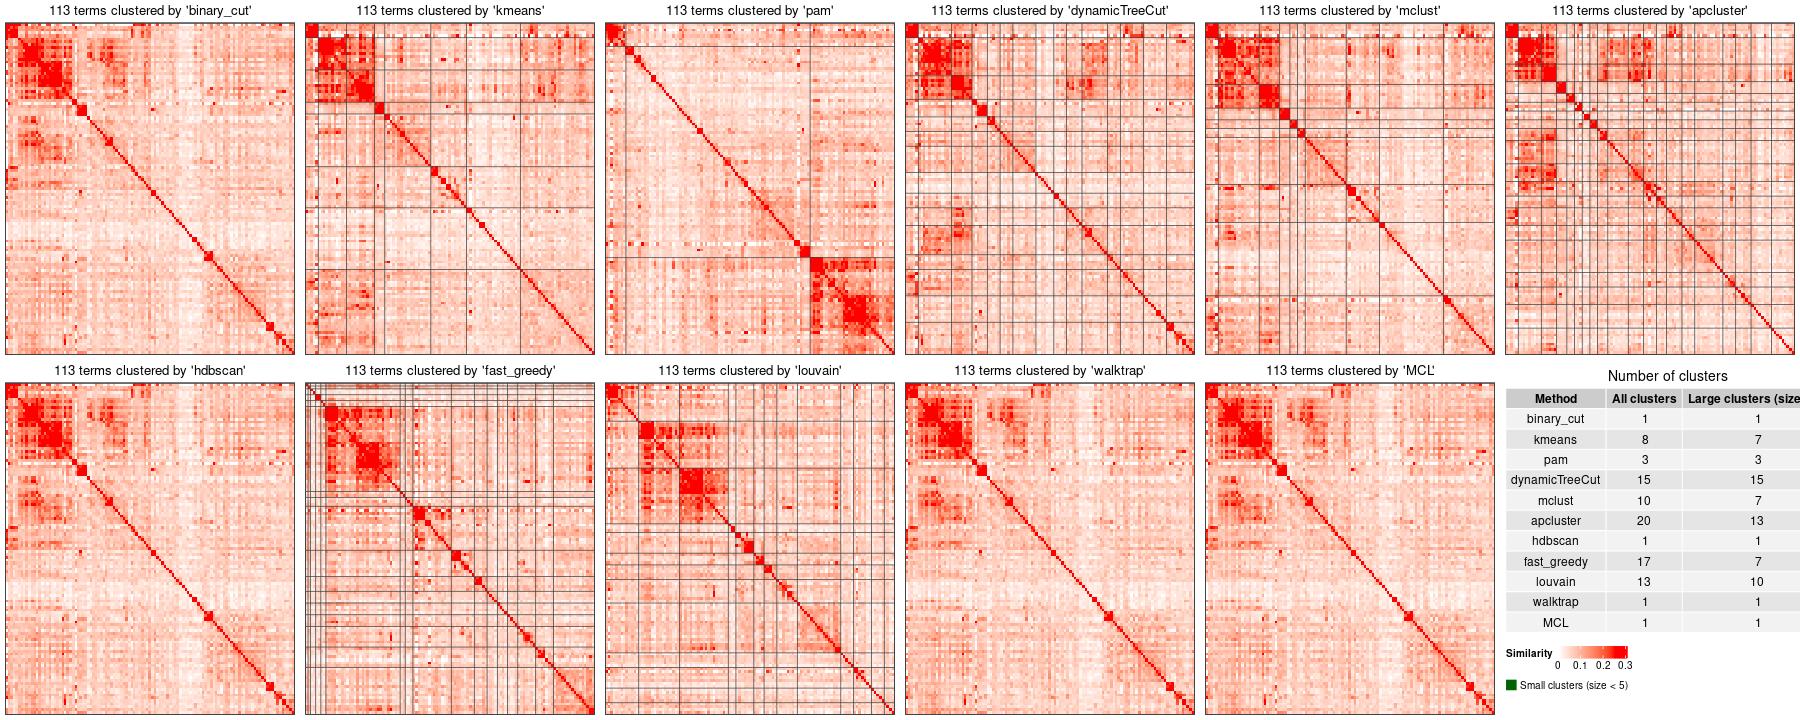 113 terms clustered by 'binary_cut'
113 terms clustered by 'kmeans'
113 terms clustered by 'pam'
113 terms clustered by 'dynamicTreeCut'
113 terms clustered by 'mclust'
113 terms clustered by 'apcluster'
113 terms clustered by 'hdbscan'
113 terms clustered by 'fast_greedy'
113 terms clustered by 'louvain'
113 terms clustered by 'walktrap'
113 terms clustered by 'MCL'
Number of clusters
Method All clusters Large clusters (size
binary_cut 1 1
kmeans 8 7
pam 3 3
dynamicTreeCut 15 15
mclust 10 7
apcluster 20 13
hdbscan 1 1
fast_greedy 17 7
louvain 13 10
walktrap 1 1
MCL 1 1
Similarity
0 0.1 0.2 0.3
Small clusters (size < 5)